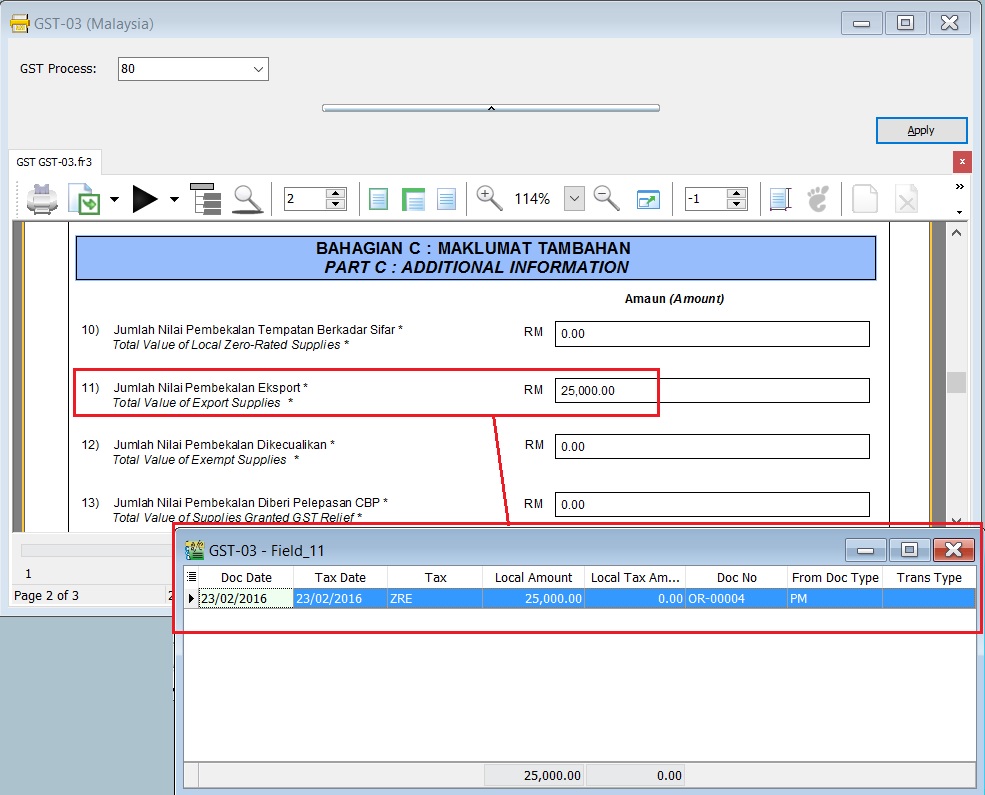 GST-03 (Malaysia)
GST Process: 80
Apply
GST GST-03.fr3
x
2 114% -1 »
BAHAGIAN C : MAKLUMAT TAMBAHAN
PART C : ADDITIONAL INFORMATION
Amaun (Amount)
10) Jumlah Nilai Pembekalan Tempatan Berkadar Sifar * RM 0.00
Total Value of Local Zero-Rated Supplies *
11) Jumlah Nilai Pembekalan Eksport * RM 25,000.00
Total Value of Export Supplies *
12) Jumlah Nilai Pembekalan Dikecualikan * RM 0.00
Total Value of Exempt Supplies *
13) Jumlah Nilai Pembekalan Diberi Pelepasan CBP * RM 0.00
Total Value of Supplies Granted GST Relief *
1
Page 2 of 3
GST-03 - Field_11
Doc Date Tax Date Tax Local Amount Local Tax Am... Doc No From Doc Type Trans Type
23/02/2016 23/02/2016 ZRE 25,000.00 0.00 OR-00004 PM
25,000.00 0.00